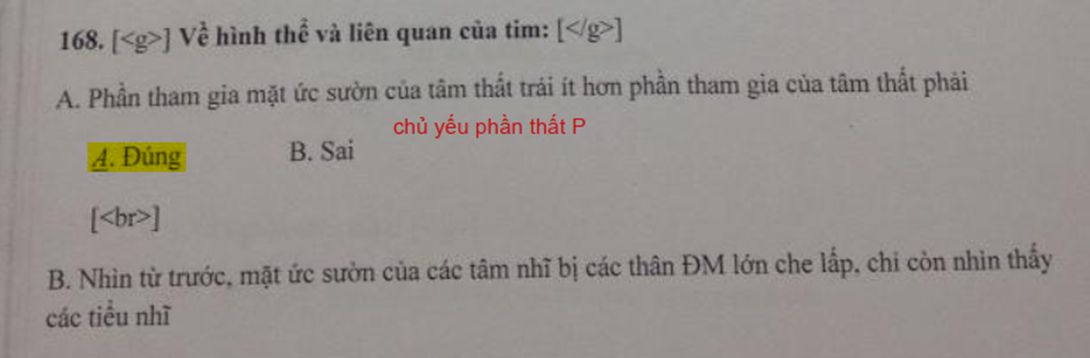 168. [<g>] Về hình thể và liên quan của tim: [</g>]
A. Phần tham gia mặt ức sườn của tâm thất trái ít hơn phần tham gia của tâm thất phải
chủ yếu phần thất P
A. Đúng B. Sai
[<br>]
B. Nhìn từ trước, mặt ức sườn của các tâm nhĩ bị các thân ĐM lớn che lấp, chỉ còn nhìn thấy
các tiểu nhĩ